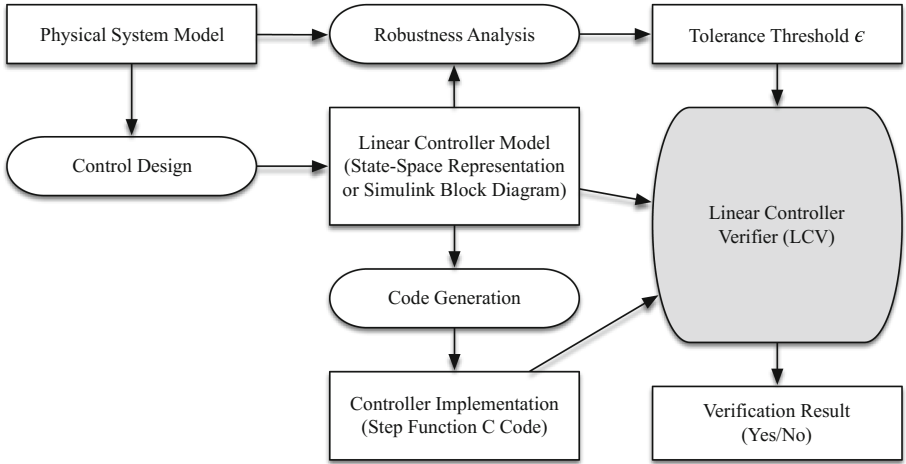 Physical System Model
Robustness Analysis
Tolerance Threshold ϵ
Control Design
Linear Controller Model
(State-Space Representation
or Simulink Block Diagram)
Linear Controller
Verifier (LCV)
Code Generation
Controller Implementation
(Step Function C Code)
Verification Result
(Yes/No)